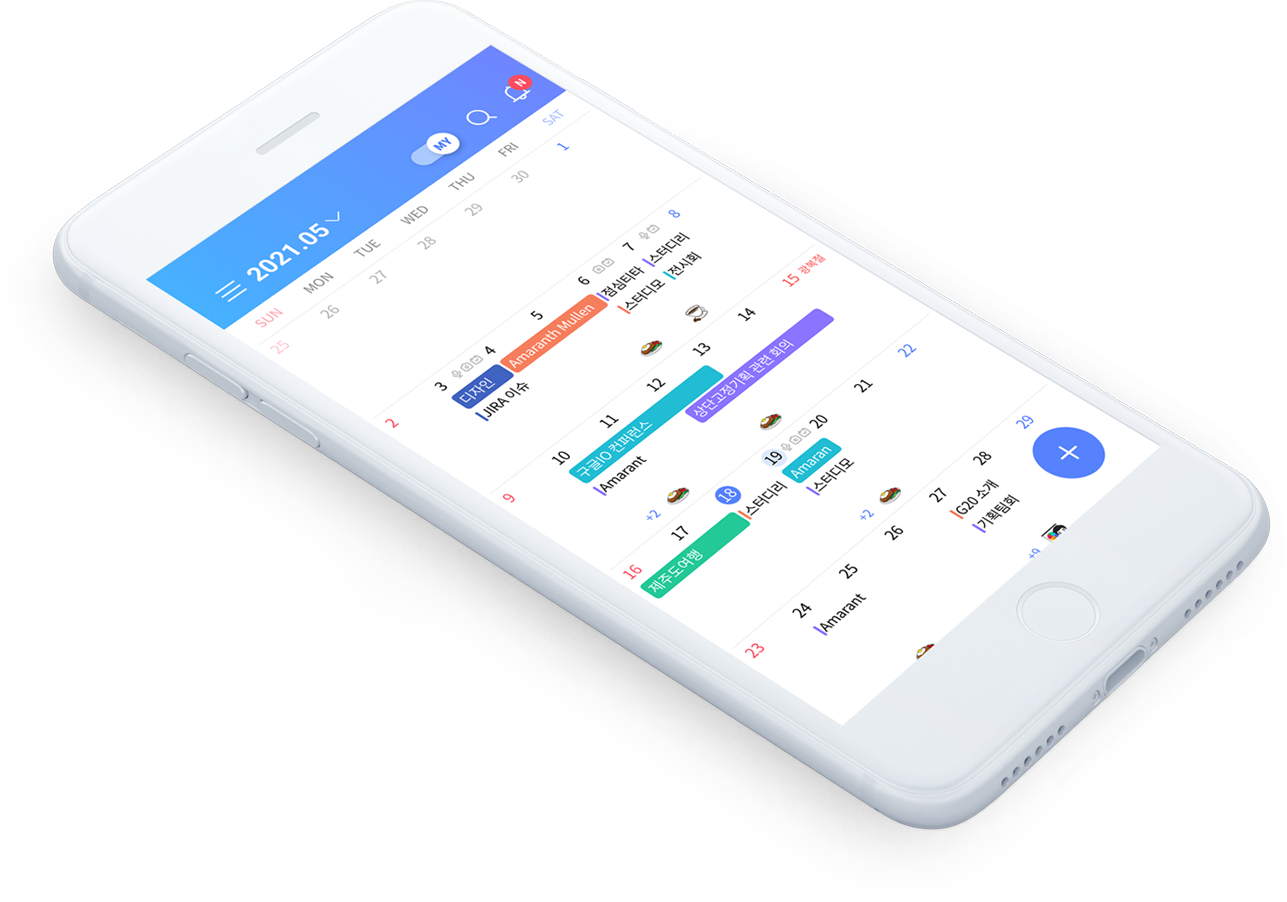 2021.05
MY
N
SUN MON TUE WED THU FRI SAT
25 26 27 28 29 30 1
2 3 4 5 6 7 8
디자인
Amaranth Mullen
점심티타
스터디리
JIRA 이슈
스터디모
전시회
9 10 11 12 13 14 15 광복절
구글IO 컨퍼런스
상단고정기획 관련 회의
Amarant
+2
16 17 18 19 20 21 22
제주도여행
스터디리
Amaran
스터디모
+2
23 24 25 26 27 28 29
Amarant
G20 소개
기획팀회
+9